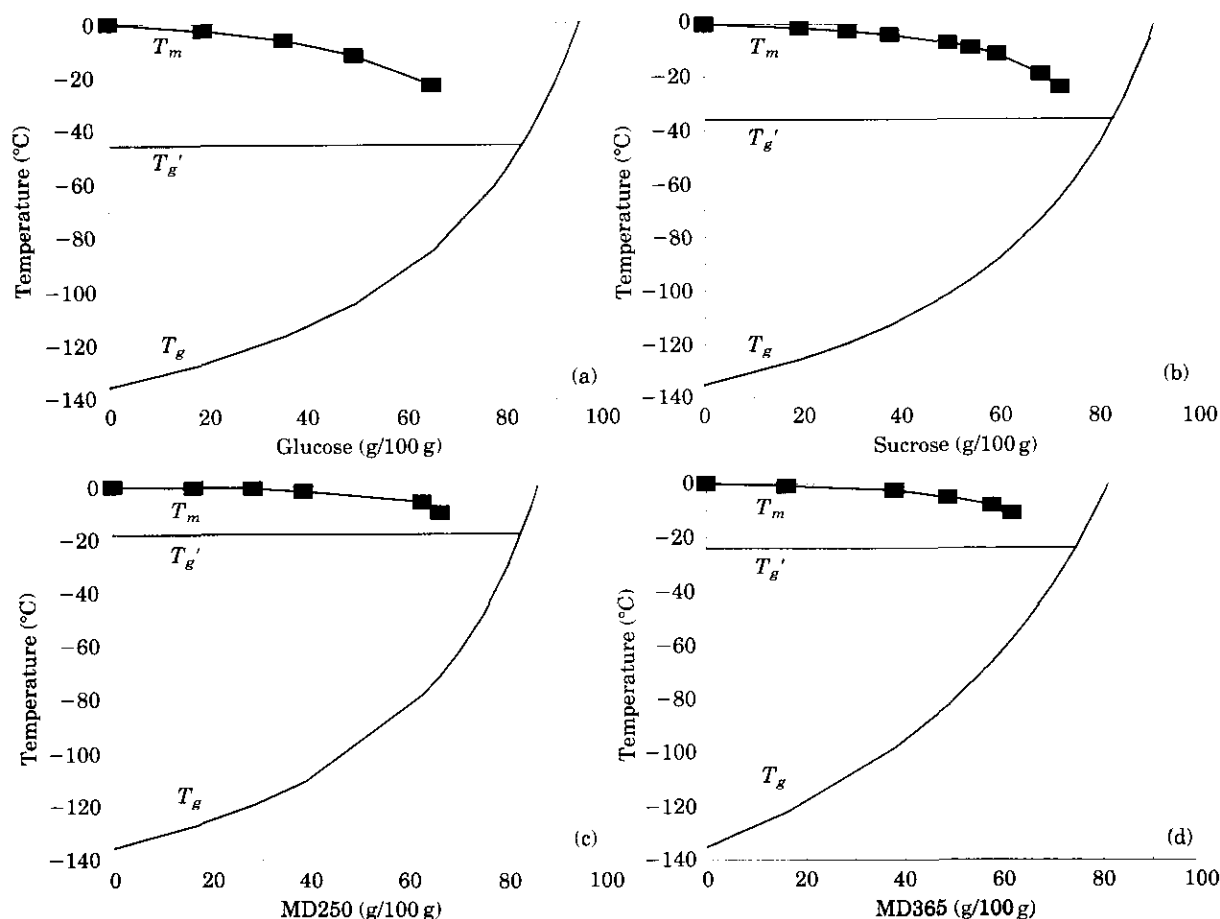 Temperature (°C)
0
−20
−40
−60
−80
−100
−120
−140
T_m
T_g'
T_g
(a)
0 20 40 60 80 100
Glucose (g/100 g)
Temperature (°C)
0
−20
−40
−60
−80
−100
−120
−140
T_m
T_g'
T_g
(b)
0 20 40 60 80 100
Sucrose (g/100 g)
Temperature (°C)
0
−20
−40
−60
−80
−100
−120
−140
T_m
T_g'
T_g
(c)
0 20 40 60 80 100
MD250 (g/100 g)
Temperature (°C)
0
−20
−40
−60
−80
−100
−120
−140
T_m
T_g'
T_g
(d)
0 20 40 60 80 100
MD365 (g/100 g)